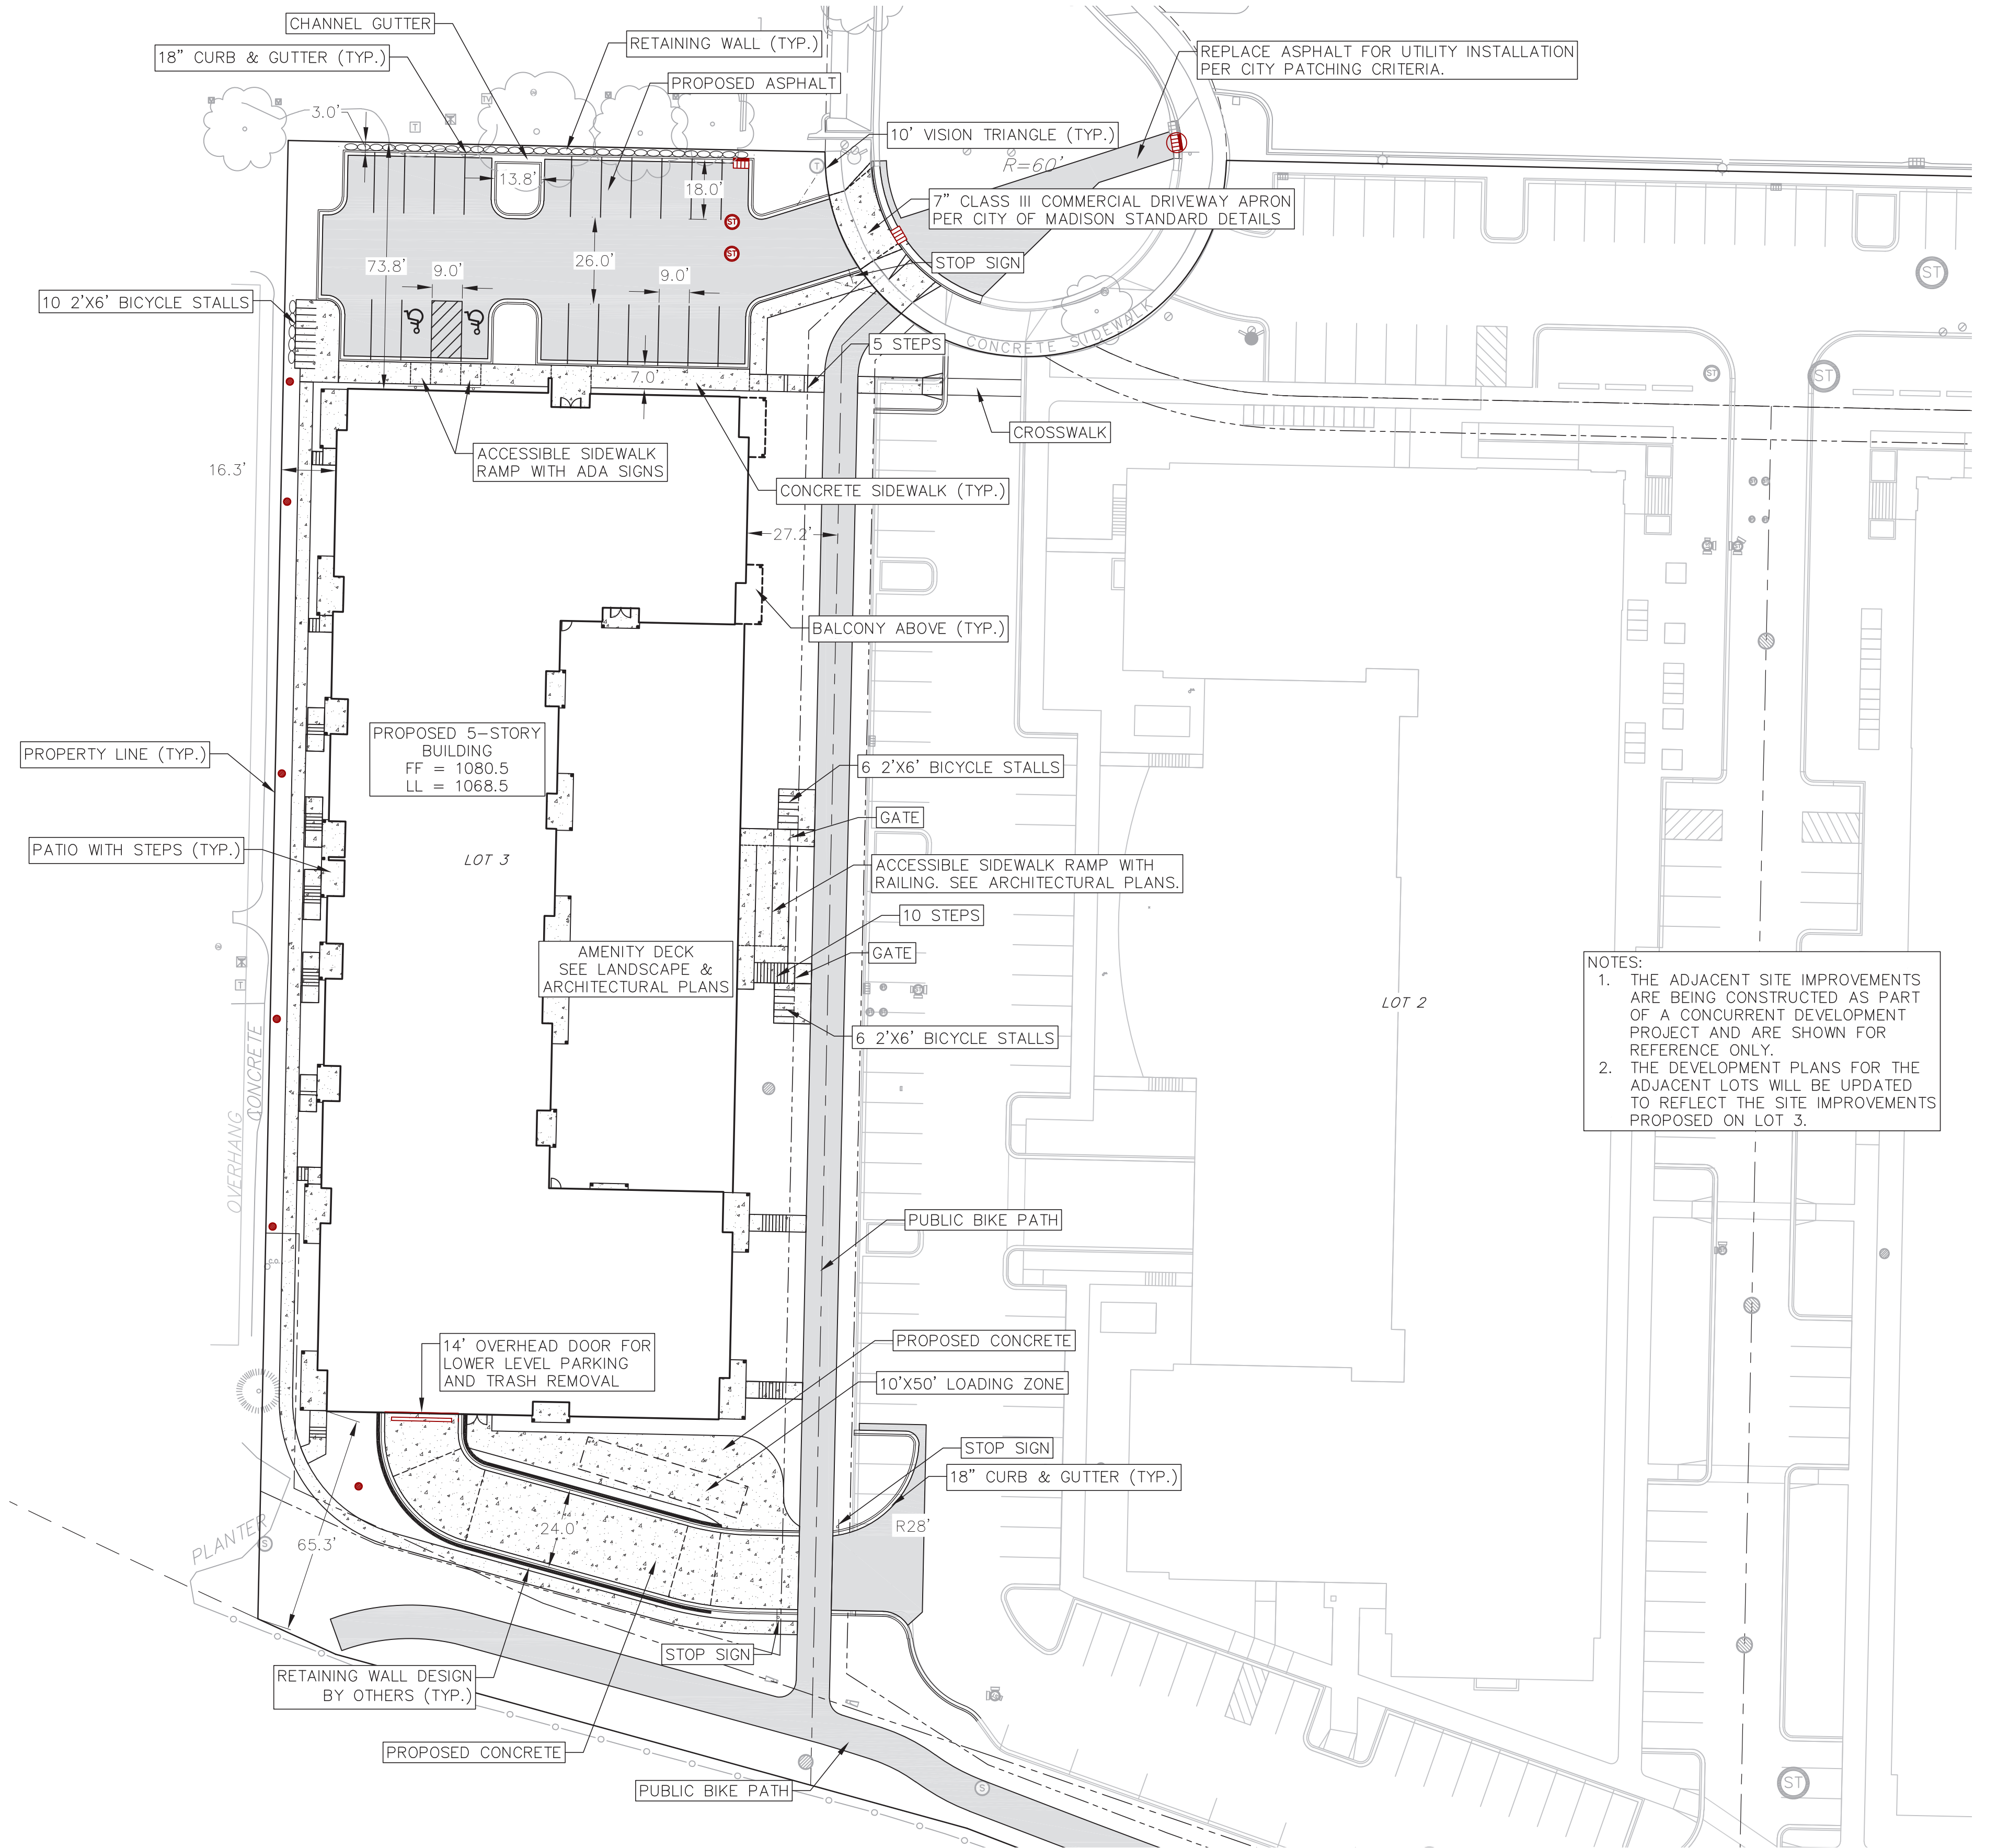 CHANNEL GUTTER
18" CURB & GUTTER (TYP.)
RETAINING WALL (TYP.)
PROPOSED ASPHALT
REPLACE ASPHALT FOR UTILITY INSTALLATION
PER CITY PATCHING CRITERIA.
TV
T
3.0'
10' VISION TRIANGLE (TYP.)
T
R=60'
13.8'
18.0'
7" CLASS III COMMERCIAL DRIVEWAY APRON
PER CITY OF MADISON STANDARD DETAILS
ST
ST
73.8'
9.0'
26.0'
9.0'
STOP SIGN
ST
10 2'X6' BICYCLE STALLS
CONCRETE SIDEWALK
5 STEPS
7.0'
ST
ST
CROSSWALK
16.3'
ACCESSIBLE SIDEWALK
RAMP WITH ADA SIGNS
CONCRETE SIDEWALK (TYP.)
27.2'
BALCONY ABOVE (TYP.)
PROPERTY LINE (TYP.)
PROPOSED 5-STORY
BUILDING
FF = 1080.5
LL = 1068.5
6 2'X6' BICYCLE STALLS
GATE
PATIO WITH STEPS (TYP.)
LOT 3
ACCESSIBLE SIDEWALK RAMP WITH
RAILING. SEE ARCHITECTURAL PLANS.
10 STEPS
AMENITY DECK
SEE LANDSCAPE &
ARCHITECTURAL PLANS
GATE
T
LOT 2
NOTES:
1. THE ADJACENT SITE IMPROVEMENTS
ARE BEING CONSTRUCTED AS PART
OF A CONCURRENT DEVELOPMENT
PROJECT AND ARE SHOWN FOR
REFERENCE ONLY.
2. THE DEVELOPMENT PLANS FOR THE
ADJACENT LOTS WILL BE UPDATED
TO REFLECT THE SITE IMPROVEMENTS
PROPOSED ON LOT 3.
6 2'X6' BICYCLE STALLS
OVERHANG
CONCRETE
PUBLIC BIKE PATH
C.O.
14' OVERHEAD DOOR FOR
LOWER LEVEL PARKING
AND TRASH REMOVAL
PROPOSED CONCRETE
10'X50' LOADING ZONE
STOP SIGN
18" CURB & GUTTER (TYP.)
R28'
24.0'
PLANTER
S
65.3'
STOP SIGN
RETAINING WALL DESIGN
BY OTHERS (TYP.)
PROPOSED CONCRETE
PUBLIC BIKE PATH
S
ST